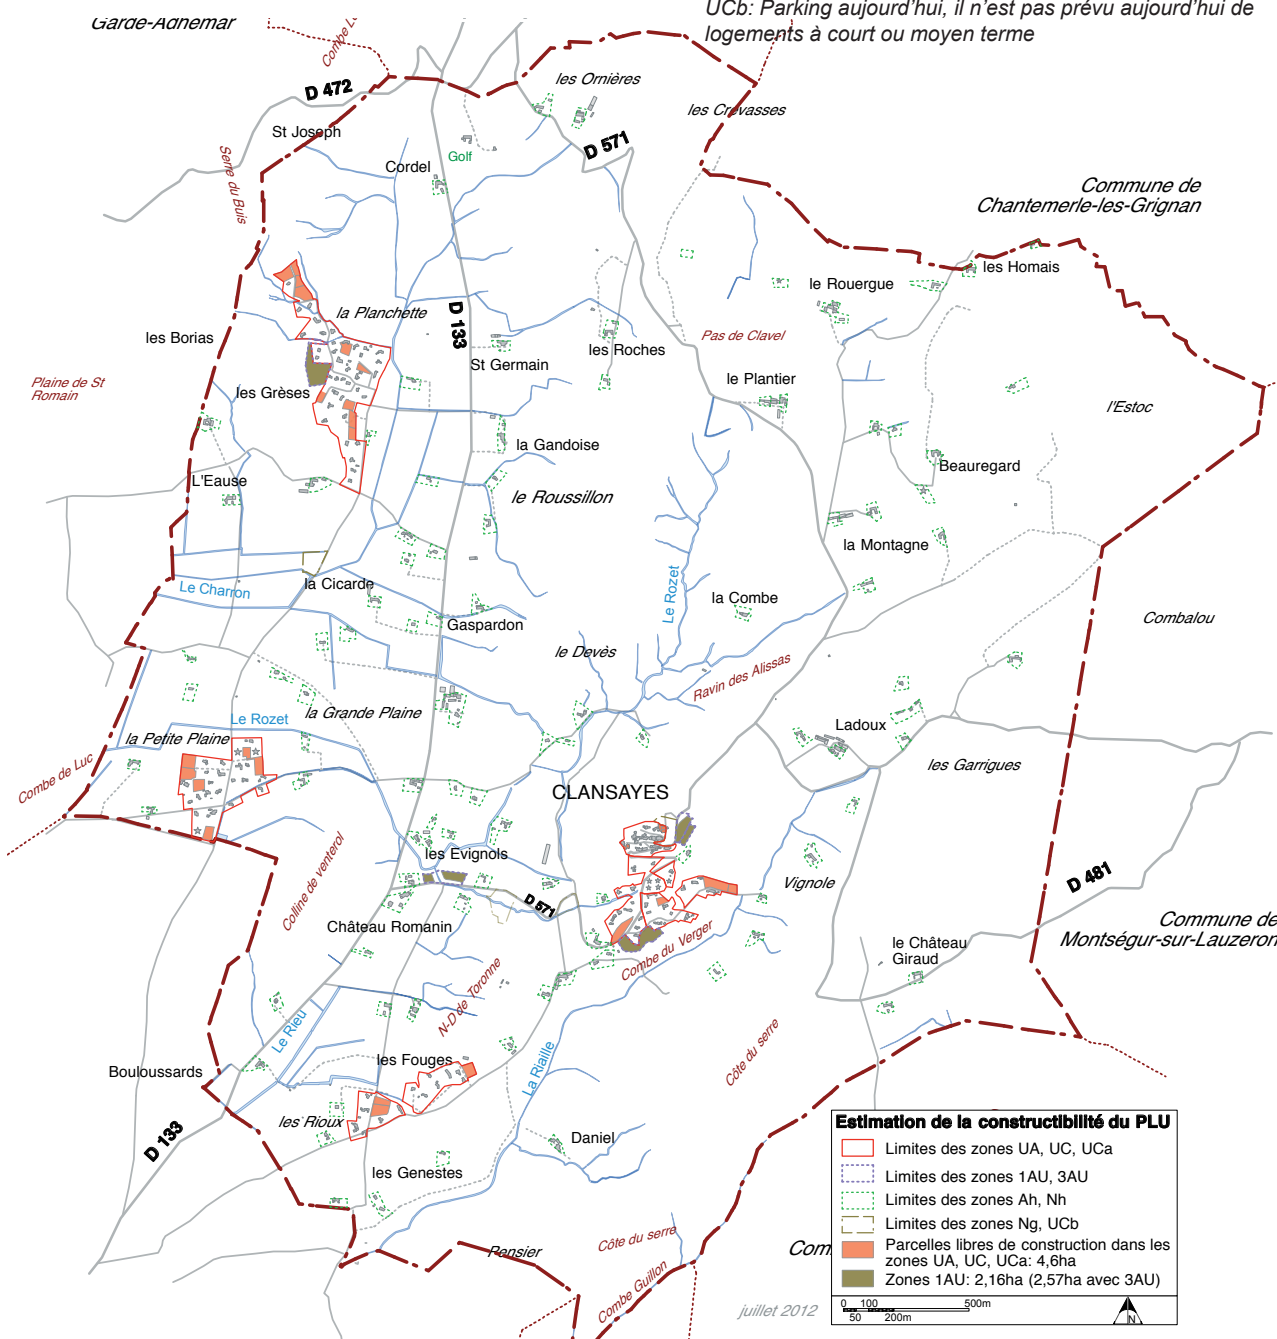 UCb: Parking aujourd'hui, il n'est pas prévu aujourd'hui de
logements à court ou moyen terme
Garde-Adhémar
D 472
les Ornières
les Crévasses
St Joseph
D 571
Golf
Cordel
Serre du Buis
Commune de
Chantemerle-les-Grignan
les Homais
le Rouergue
la Planchette
D 133
les Borias
Pas de Clavel
les Roches
St Germain
Plaine de St
Romain
les Grèses
le Plantier
l'Estoc
la Gandoise
Beauregard
L'Eause
le Roussillon
la Montagne
la Cicarde
Le Charron
Le Rozet
la Combe
Gaspardon
Combalou
le Devès
Ravin des Alissas
la Grande Plaine
Le Rozet
la Petite Plaine
Ladoux
les Garrigues
Combe de Luc
CLANSAYES
les Evignols
Colline de venterol
Vignole
D 481
D 571
Château Romanin
Commune de
Montségur-sur-Lauzeron
Combe du Verger
le Château
Giraud
N-D de Toronne
Le Rieu
les Fouges
La Riaille
Côte du serre
Bouloussards
les Rioux
D 133
Daniel
les Genestes
Pansier
Côte du serre
Combe Guillon
juillet 2012
Com
Estimation de la constructibilité du PLU
Limites des zones UA, UC, UCa
Limites des zones 1AU, 3AU
Limites des zones Ah, Nh
Limites des zones Ng, UCb
Parcelles libres de construction dans les
zones UA, UC, UCa: 4,6ha
Zones 1AU: 2,16ha (2,57ha avec 3AU)
0 100 500m
50 200m
N